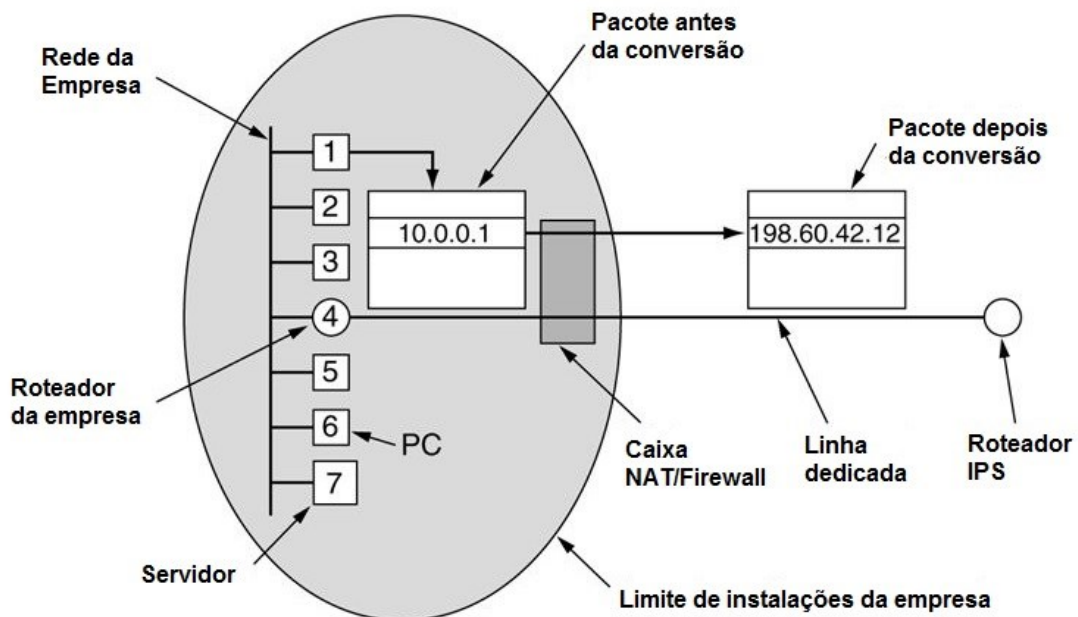 Pacote antes
da conversão
Rede da
Empresa
Pacote depois
da conversão
1
2
10.0.0.1
198.60.42.12
3
4
5
Roteador
da empresa
6
PC
Caixa
NAT/Firewall
Linha
dedicada
Roteador
IPS
7
Servidor
Limite de instalações da empresa